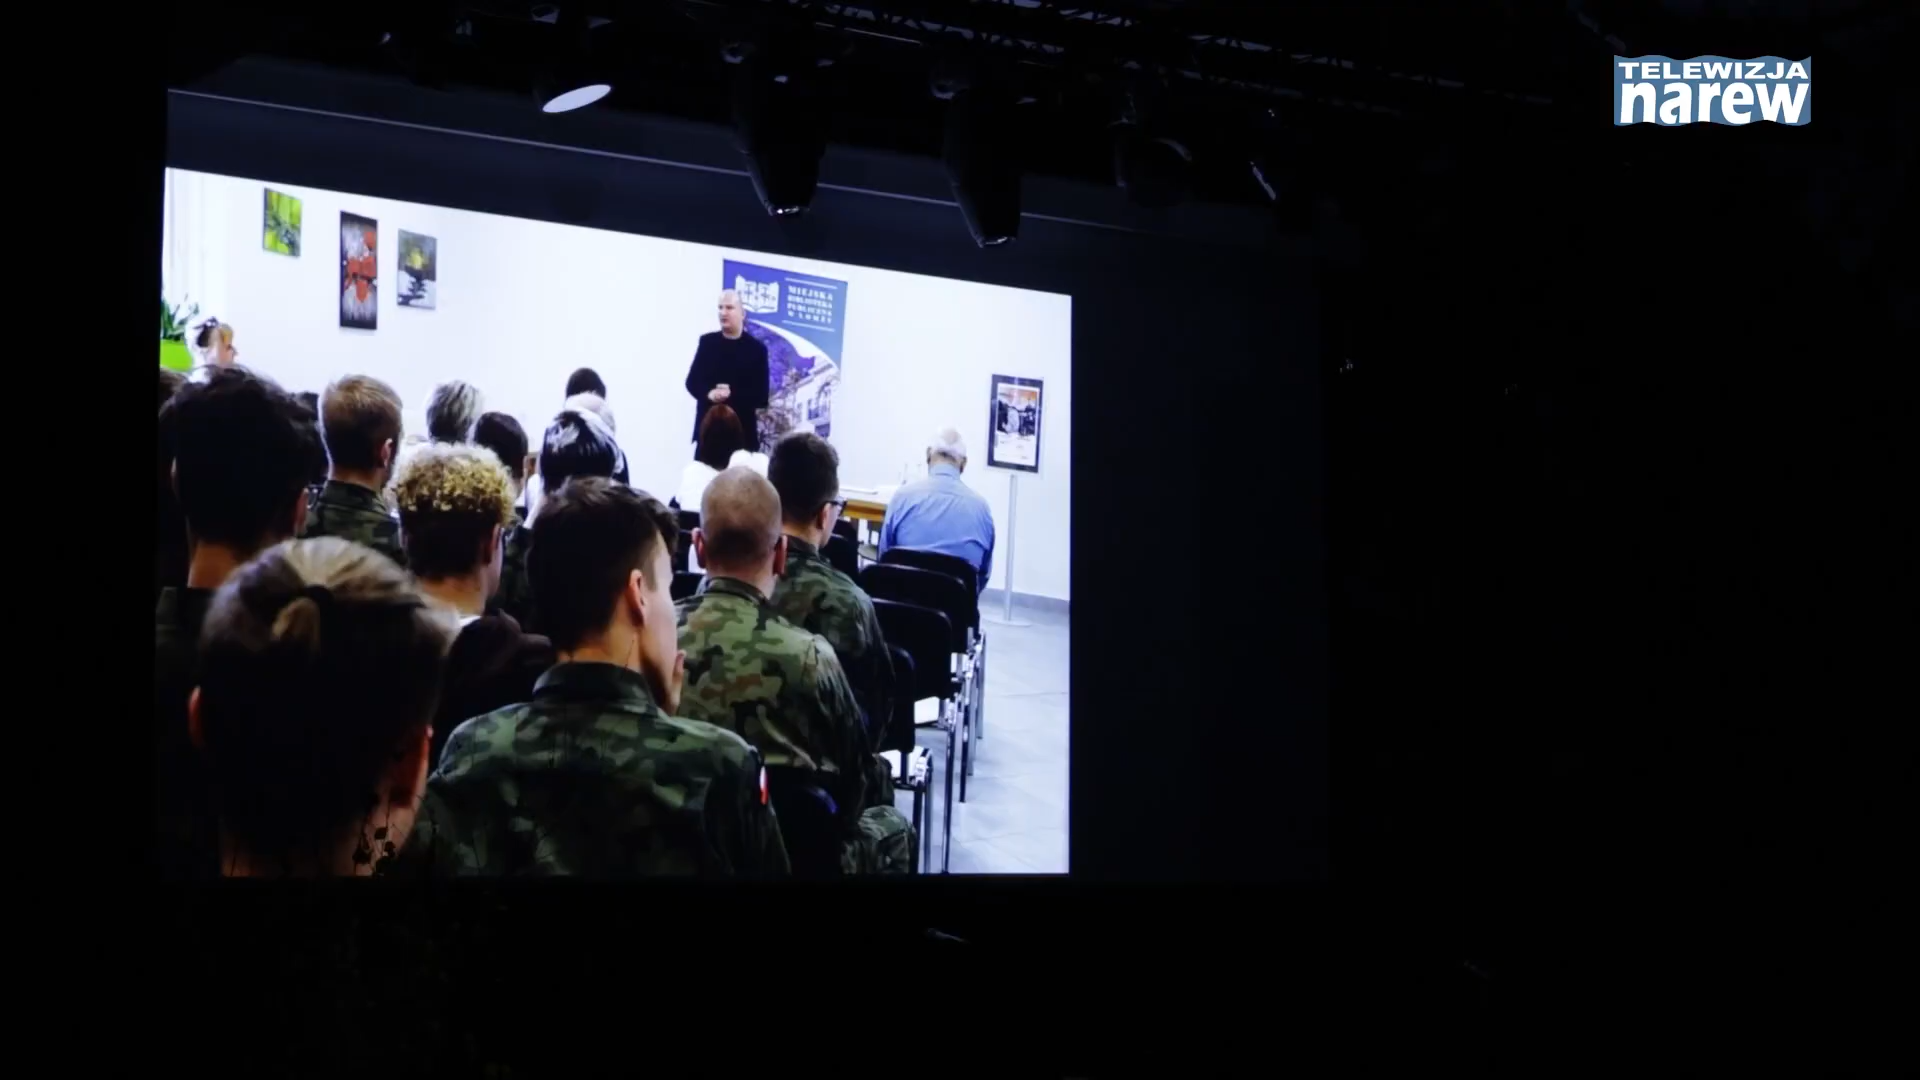 TELEWIZJA
narew
MIEJSKA
BIBLIOTEKA
PUBLICZNA
W ŁOMŻY